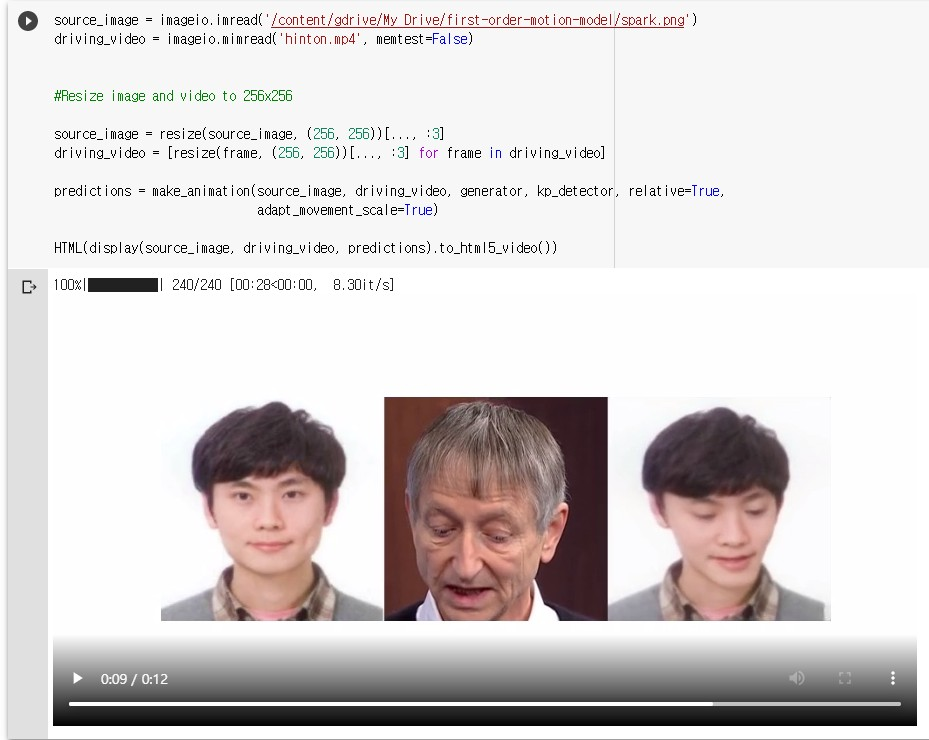 source_image = imageio.imread('/content/gdrive/My Drive/first-order-motion-model/spark.png')
driving_video = imageio.mimread('hinton.mp4', memtest=False)
#Resize image and video to 256x256
source_image = resize(source_image, (256, 256))[..., :3]
driving_video = [resize(frame, (256, 256))[..., :3] for frame in driving_video]
predictions = make_animation(source_image, driving_video, generator, kp_detector, relative=True,
adapt_movement_scale=True)
HTML(display(source_image, driving_video, predictions).to_html5_video())
100%|██████████| 240/240 [00:28<00:00, 8.30it/s]
0:09 / 0:12